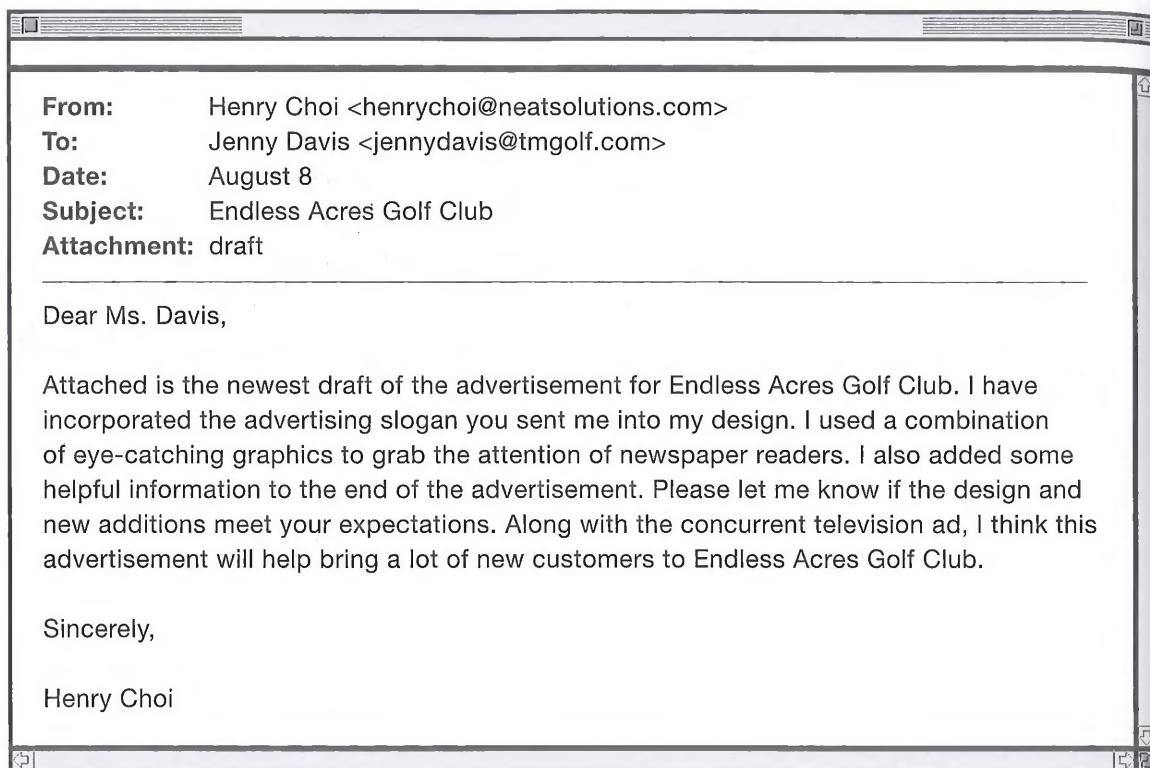 From: Henry Choi <henrychoi@neatsolutions.com>
To: Jenny Davis <jennydavis@tmgolf.com>
Date: August 8
Subject: Endless Acres Golf Club
Attachment: draft
Dear Ms. Davis,
Attached is the newest draft of the advertisement for Endless Acres Golf Club. I have
incorporated the advertising slogan you sent me into my design. I used a combination
of eye-catching graphics to grab the attention of newspaper readers. I also added some
helpful information to the end of the advertisement. Please let me know if the design and
new additions meet your expectations. Along with the concurrent television ad, I think this
advertisement will help bring a lot of new customers to Endless Acres Golf Club.
Sincerely,
Henry Choi